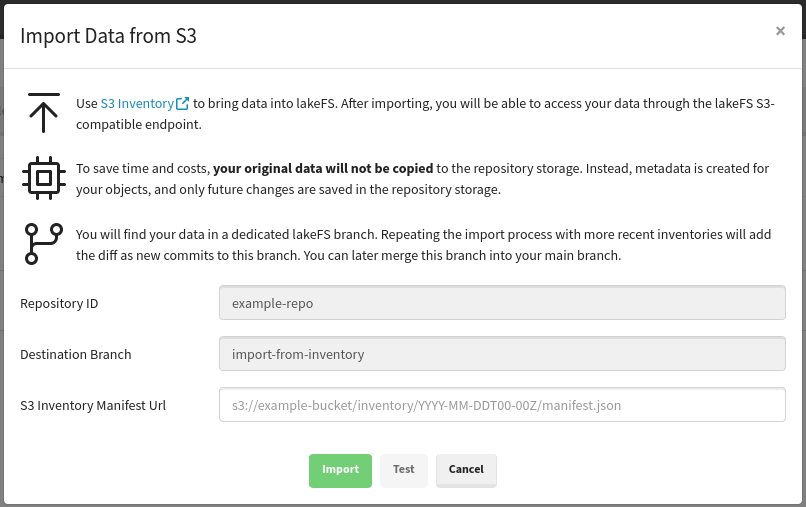 Import Data from S3
×
Use S3 Inventory to bring data into lakeFS. After importing, you will be able to access your data through the lakeFS S3-
compatible endpoint.
To save time and costs, your original data will not be copied to the repository storage. Instead, metadata is created for
your objects, and only future changes are saved in the repository storage.
You will find your data in a dedicated lakeFS branch. Repeating the import process with more recent inventories will add
the diff as new commits to this branch. You can later merge this branch into your main branch.
Repository ID
example-repo
Destination Branch
import-from-inventory
S3 Inventory Manifest Url
s3://example-bucket/inventory/YYYY-MM-DDT00-00Z/manifest.json
Import Test Cancel